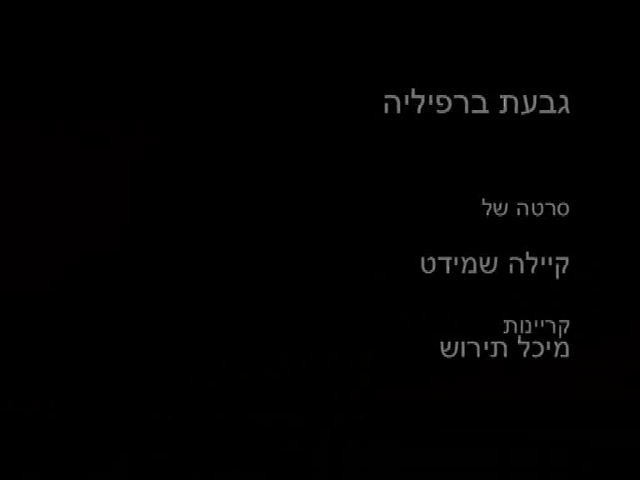 גבעת ברפיליה
סרטה של
קיילה שמידט
קריינות
מיכל תירוש